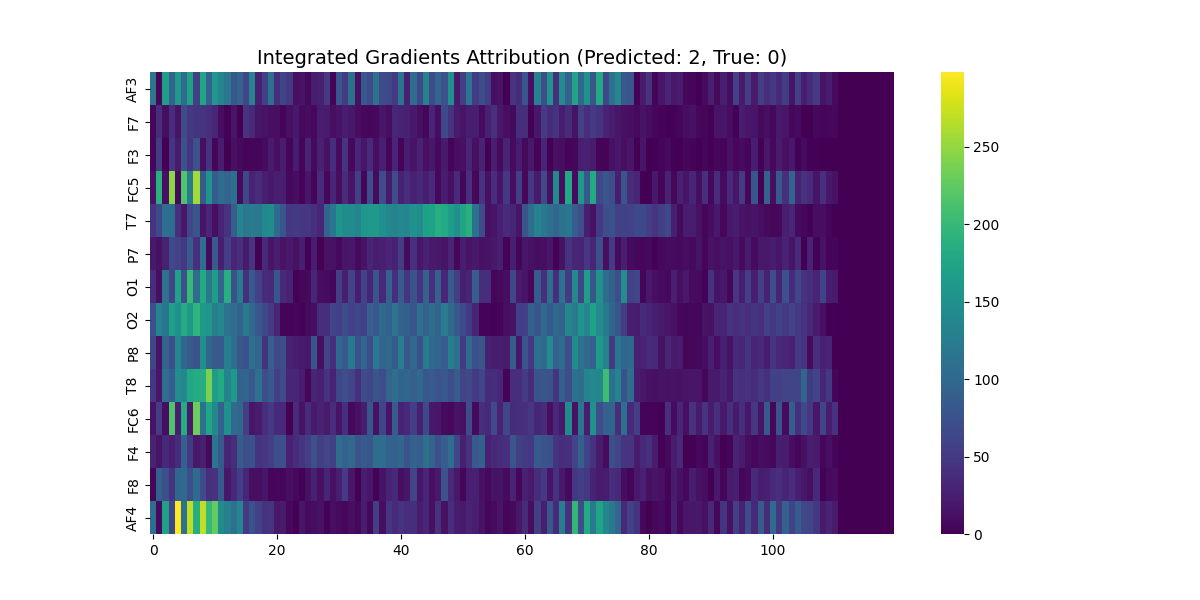 Integrated Gradients Attribution (Predicted: 2, True: 0)
AF3
F7
F3
FC5
T7
P7
O1
O2
P8
T8
FC6
F4
F8
AF4
0 20 40 60 80 100
250
200
150
100
50
0